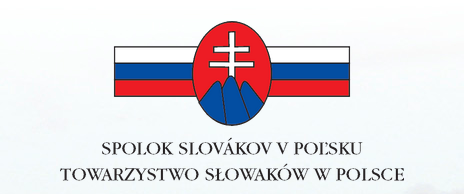 SPOLOK SLOVÁKOV V POĽSKU
TOWARZYSTWO SŁOWAKÓW W POLSCE